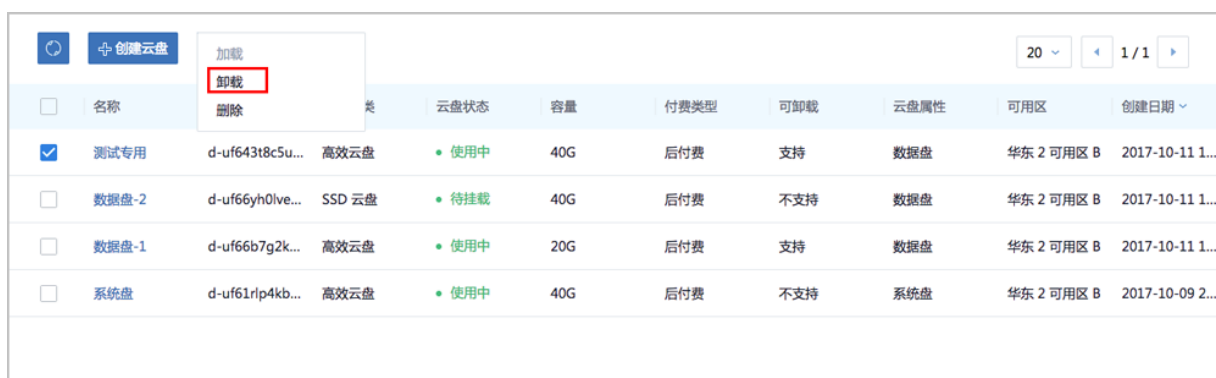 创建云盘 加载 20 1 / 1
卸载
名称 删除 类 云盘状态 容量 付费类型 可卸载 云盘属性 可用区 创建日期
测试专用 d-uf643t8c5u... 高效云盘 使用中 40G 后付费 支持 数据盘 华东 2 可用区 B 2017-10-11 1...
数据盘-2 d-uf66yh0lve... SSD 云盘 待挂载 40G 后付费 不支持 数据盘 华东 2 可用区 B 2017-10-11 1...
数据盘-1 d-uf66b7g2k... 高效云盘 使用中 20G 后付费 支持 数据盘 华东 2 可用区 B 2017-10-11 1...
系统盘 d-uf61rlp4kb... 高效云盘 使用中 40G 后付费 不支持 系统盘 华东 2 可用区 B 2017-10-09 2...